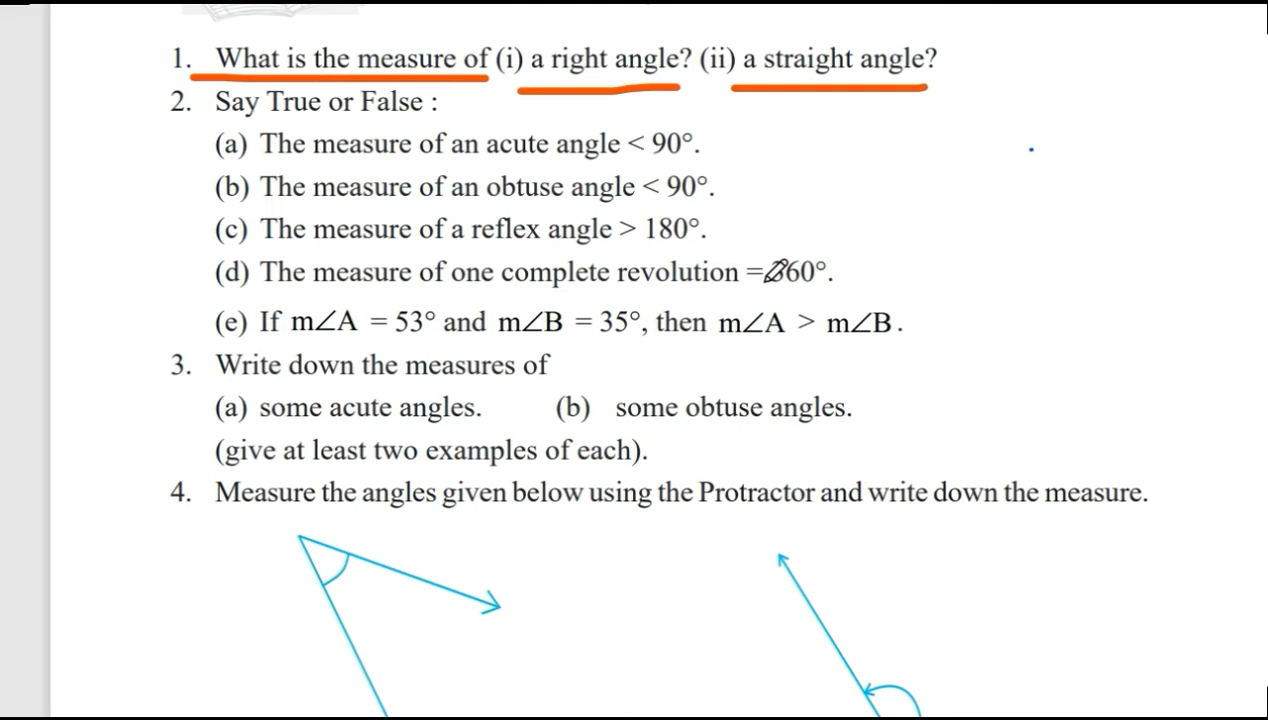 1. What is the measure of (i) a right angle? (ii) a straight angle?
2. Say True or False :
(a) The measure of an acute angle < 90°.
(b) The measure of an obtuse angle < 90°.
(c) The measure of a reflex angle > 180°.
(d) The measure of one complete revolution = 360°.
(e) If m∠A = 53° and m∠B = 35°, then m∠A > m∠B.
3. Write down the measures of
(a) some acute angles. (b) some obtuse angles.
(give at least two examples of each).
4. Measure the angles given below using the Protractor and write down the measure.